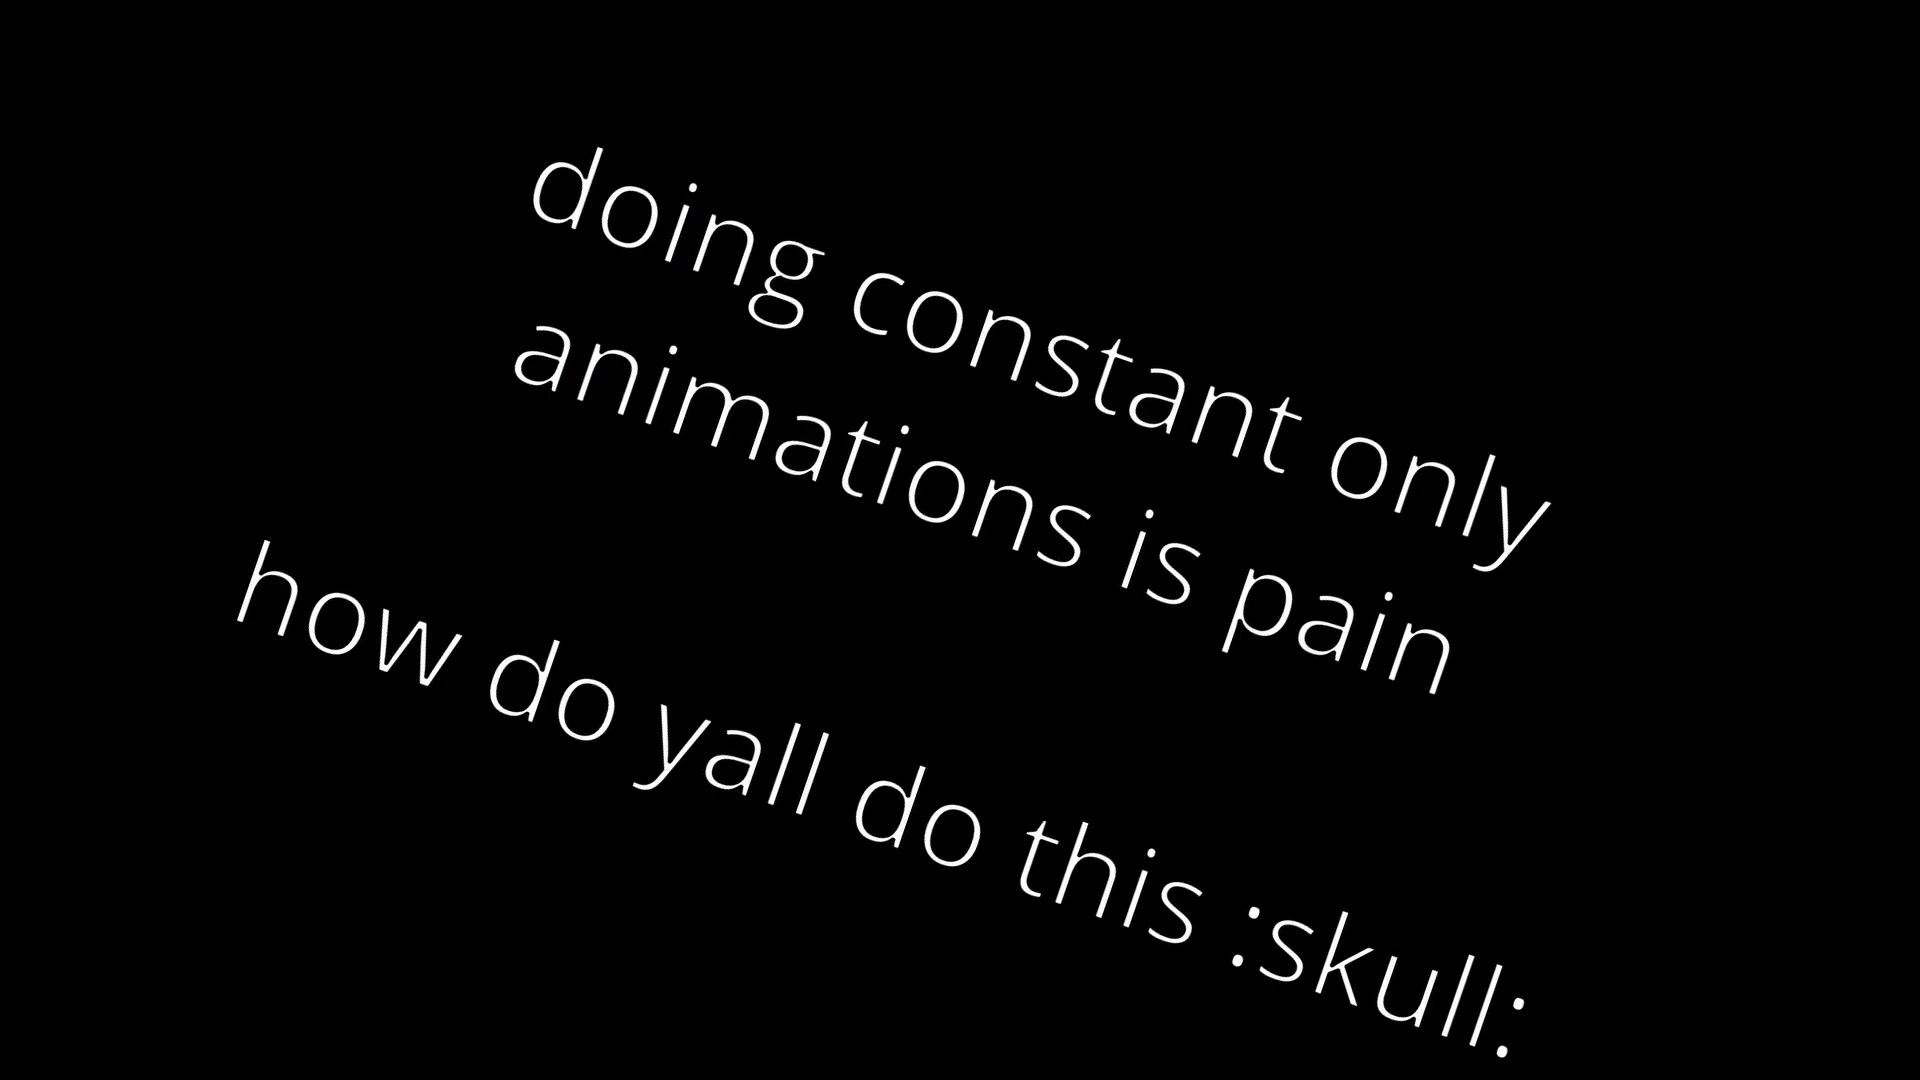 doing constant only
animations is pain
how do yall do this :skull: